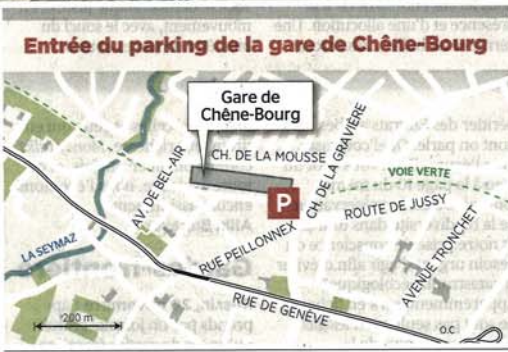 Entrée du parking de la gare de Chêne-Bourg
Gare de
Chêne-Bourg
CH. DE LA MOUSSE
CH. DE LA GRAVIÈRE
AV. DE BEL-AIR
VOIE VERTE
P
ROUTE DE JUSSY
RUE PEILLONNEX
AVENUE TRONCHET
LA SEYMAZ
RUE DE GENÈVE
200 m
O.C